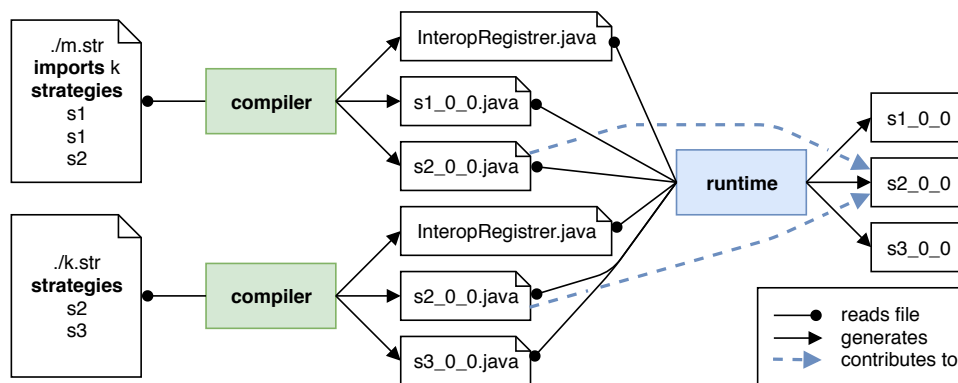 ./m.str
imports k
strategies
s1
s1
s2
compiler
InteropRegistrer.java
s1_0_0.java
s2_0_0.java
./k.str
strategies
s2
s3
compiler
InteropRegistrer.java
s2_0_0.java
s3_0_0.java
runtime
s1_0_0
s2_0_0
s3_0_0
reads file
generates
contributes to